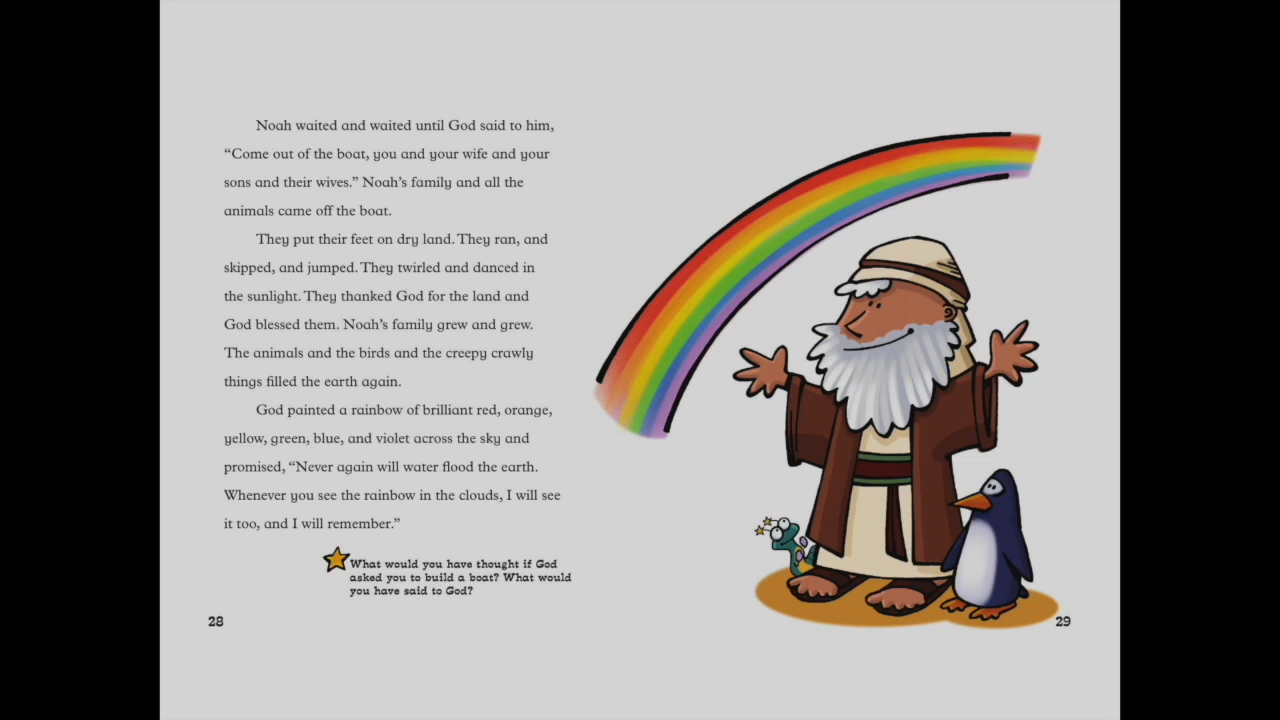 Noah waited and waited until God said to him,
“Come out of the boat, you and your wife and your
sons and their wives.” Noah’s family and all the
animals came off the boat.
They put their feet on dry land. They ran, and
skipped, and jumped. They twirled and danced in
the sunlight. They thanked God for the land and
God blessed them. Noah’s family grew and grew.
The animals and the birds and the creepy crawly
things filled the earth again.
God painted a rainbow of brilliant red, orange,
yellow, green, blue, and violet across the sky and
promised, “Never again will water flood the earth.
Whenever you see the rainbow in the clouds, I will see
it too, and I will remember.”
What would you have thought if God
asked you to build a boat? What would
you have said to God?
28
29